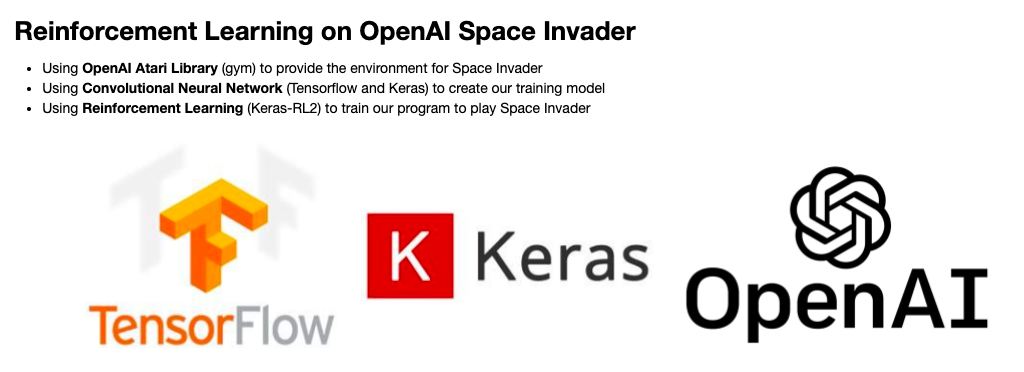 Reinforcement Learning on OpenAI Space Invader
• Using OpenAI Atari Library (gym) to provide the environment for Space Invader
• Using Convolutional Neural Network (Tensorflow and Keras) to create our training model
• Using Reinforcement Learning (Keras-RL2) to train our program to play Space Invader
TensorFlow
K Keras
OpenAI